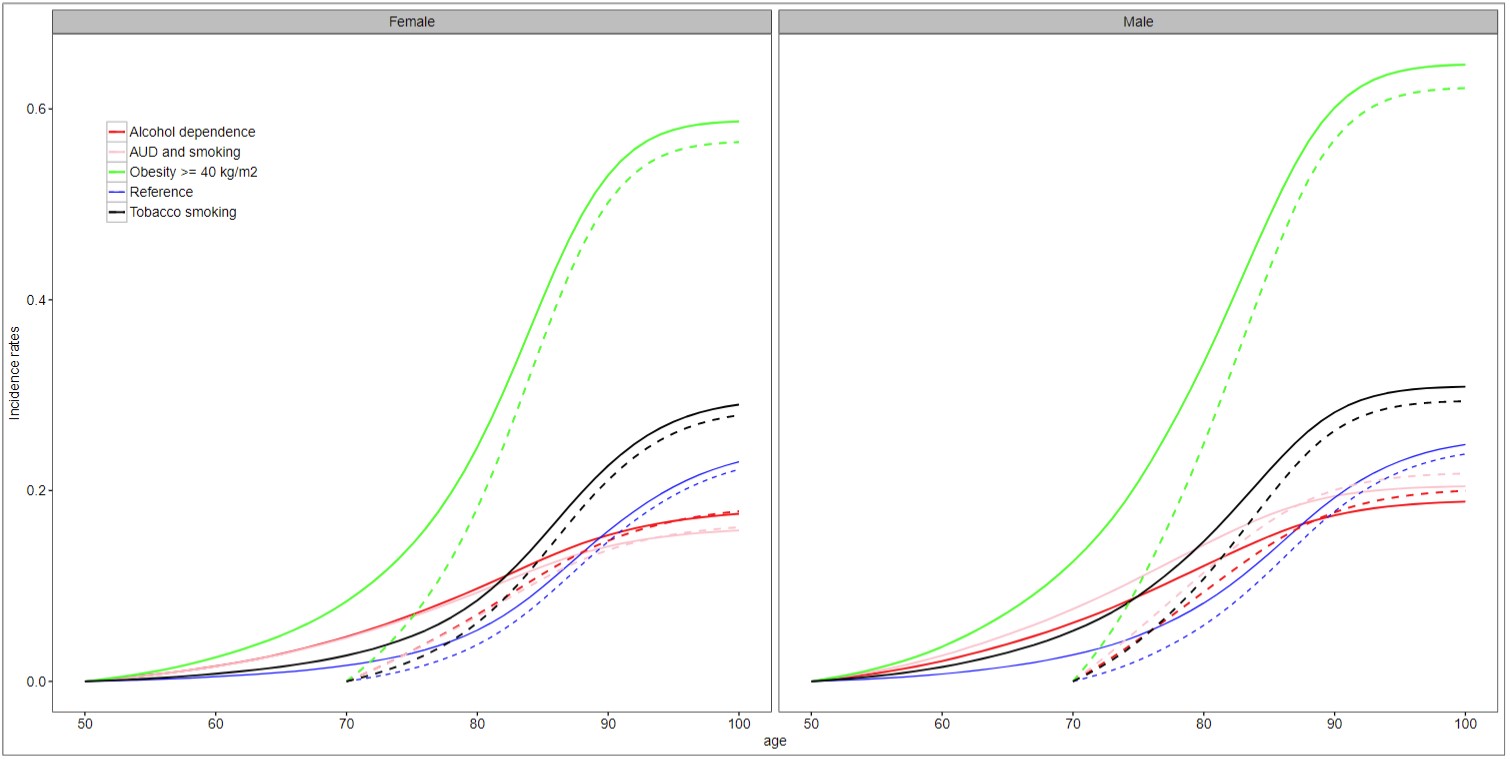 Female
Male
Incidence rates
0.6
0.4
0.2
0.0
Alcohol dependence
AUD and smoking
Obesity >= 40 kg/m2
Reference
Tobacco smoking
50 60 70 80 90 100
50 60 70 80 90 100
age